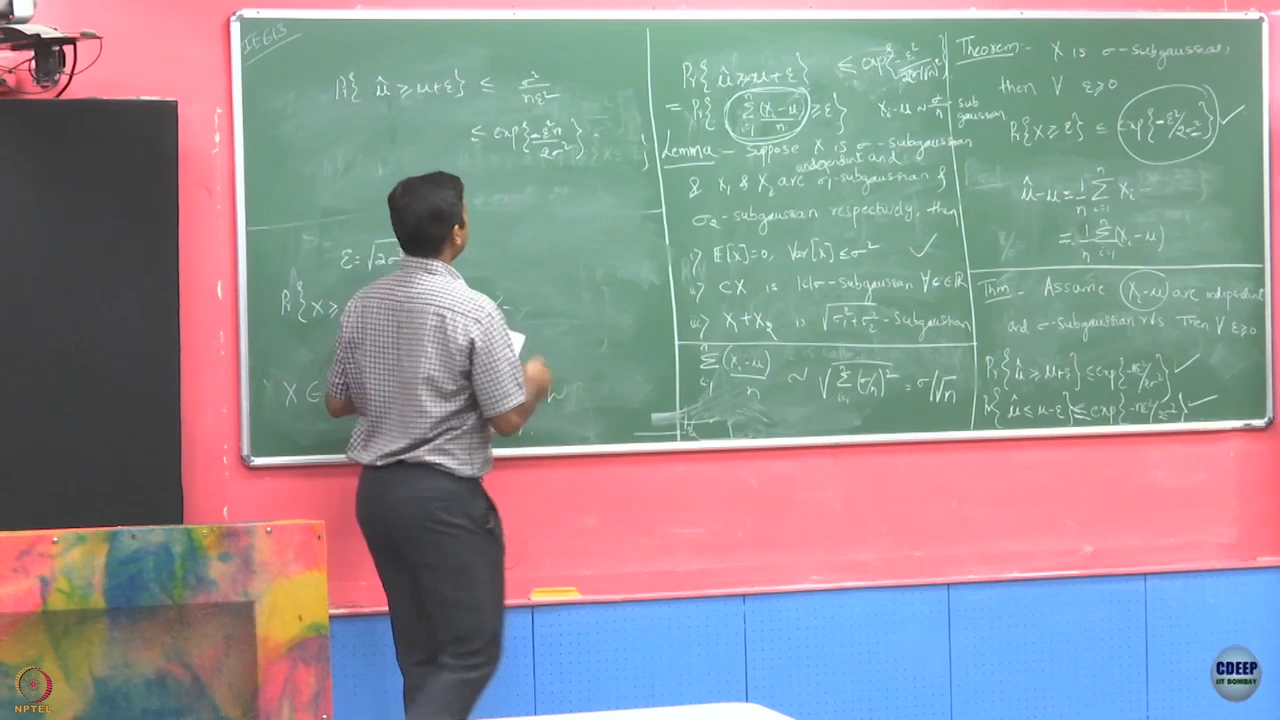 IE613
Pr{ μ̂ ≥ μ+ε} ≤ σ²/nε²
≤ exp{-ε²n/2σ²}
ε = √2σ²
Pr{X ≥
X ∈
Pr{ μ̂ ≥ μ+ε} ≤ exp{-ε²/2(σ/√n)²}
= Pr{ Σ_{i=1}^n (Xi-μ)/n ≥ ε} Xi-μ ~ σ/n sub gaussian
Lemma - Suppose X is σ-subgaussian
independent and
& X1 & X2 are σ1-subgaussian &
σ2-subgaussian respectively, then
i) E[X]=0, Var[X] ≤ σ² ✓
ii) cX is |c|σ-subgaussian ∀ c∈R
iii) X1+X2 is √σ1²+σ2² -Subgaussian
Σ_{i=1}^n (Xi-μ)/n ~ √Σ_{i=1}^n (σ/n)² = σ/√n
Theorem:- X is σ-subgaussian,
then ∀ ε≥0
Pr{X ≥ ε} ≤ exp{-ε²/2σ²} ✓
μ̂-μ = 1/n Σ_{i=1}^n Xi
= 1/n Σ_{i=1}^n (Xi-μ)
Thm - Assume (Xi-μ) are independent
and σ-Subgaussian rvs Then ∀ ε≥0
Pr{ μ̂ ≥ μ+ε} ≤ exp{-nε²/2σ²} ✓
Pr{ μ̂ ≤ μ-ε} ≤ exp{-nε²/2σ²} ✓
NPTEL
CDEEP
IIT BOMBAY